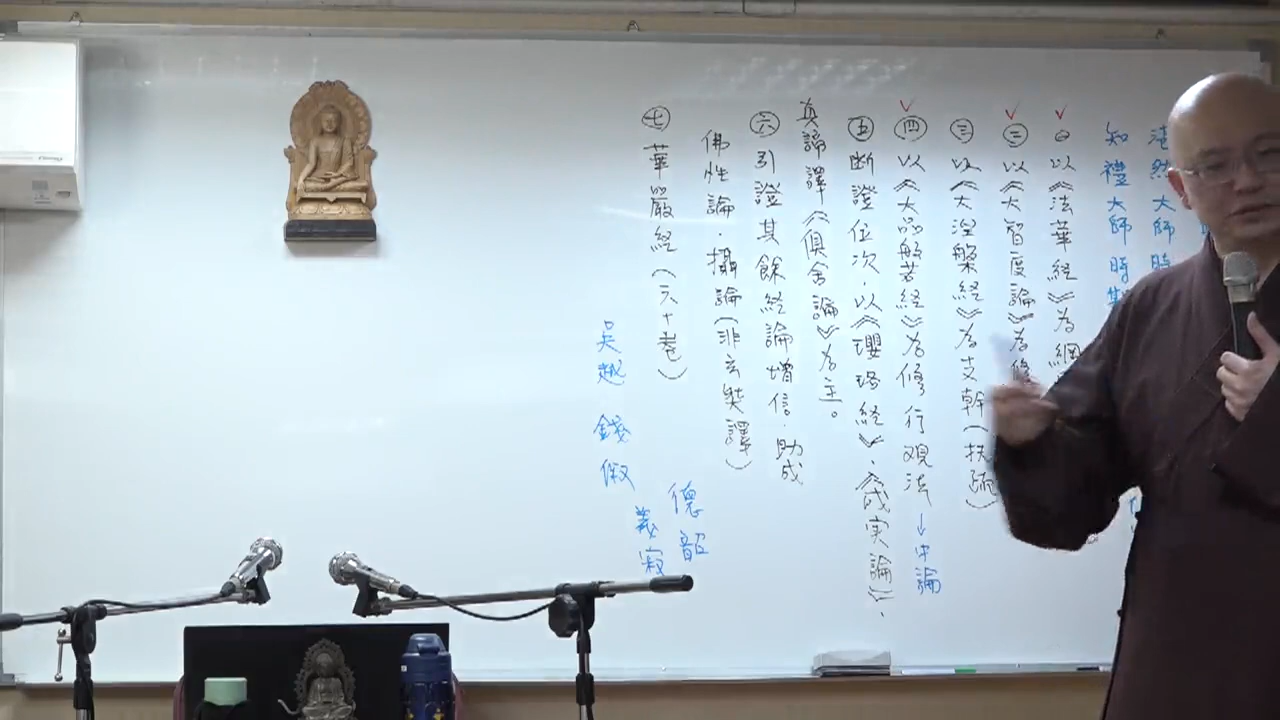 法然大師時
知禮大師時
㊀以《法華經》為綱
㊁以《大智度論》為修
㊂以《大涅槃經》為支幹(扶疏)
㊃以《大品般若經》為修行观法→中論
㊄斷證位次,以《瓔珞經》、《成实論》、
真諦譯《俱舍論》為主。
㊅引證其餘經論增信.助成
佛性論.攝論(非玄奘譯)
㊆華嚴經(六十卷)
德韶
義寂
吳越 錢俶